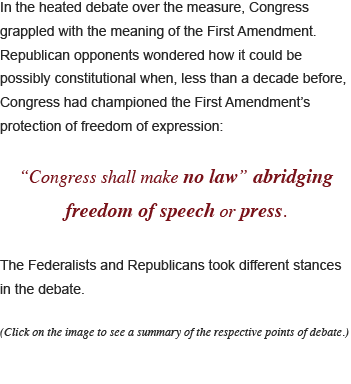 In the heated debate over the measure, Congress
grappled with the meaning of the First Amendment.
Republican opponents wondered how it could be
possibly constitutional when, less than a decade before,
Congress had championed the First Amendment’s
protection of freedom of expression:
“Congress shall make no law” abridging
freedom of speech or press.
The Federalists and Republicans took different stances
in the debate.
(Click on the image to see a summary of the respective points of debate.)